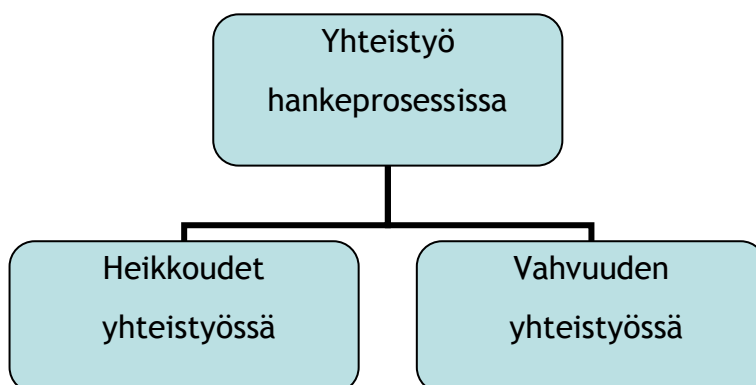 Yhteistyö
hankeprosessissa
Heikkoudet
yhteistyössä
Vahvuuden
yhteistyössä